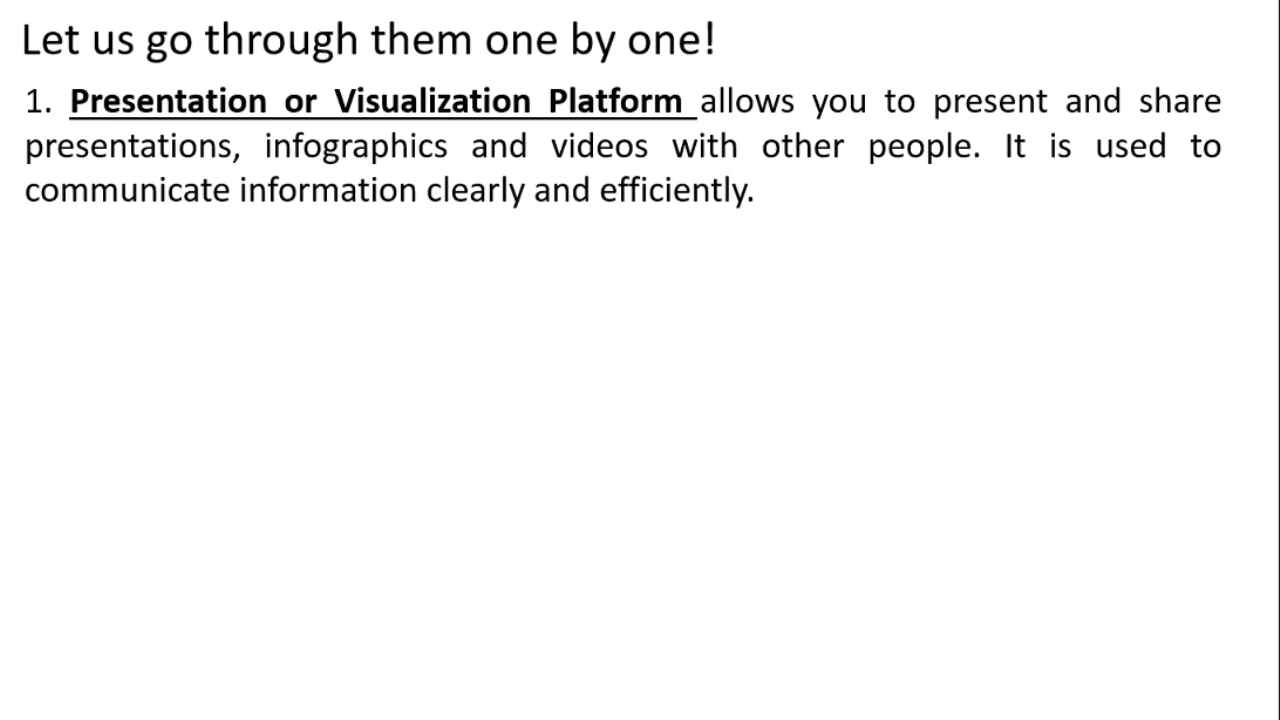 Let us go through them one by one!
1. Presentation or Visualization Platform allows you to present and share
presentations, infographics and videos with other people. It is used to
communicate information clearly and efficiently.